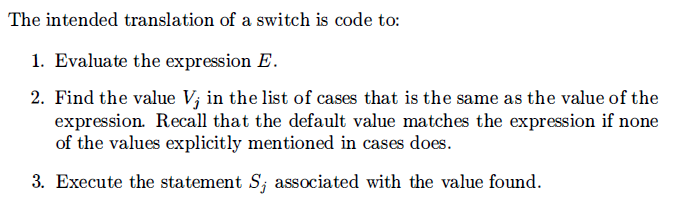 The intended translation of a switch is code to:
1. Evaluate the expression E.
2. Find the value Vj in the list of cases that is the same as the value of the
expression. Recall that the default value matches the expression if none
of the values explicitly mentioned in cases does.
3. Execute the statement Sj associated with the value found.